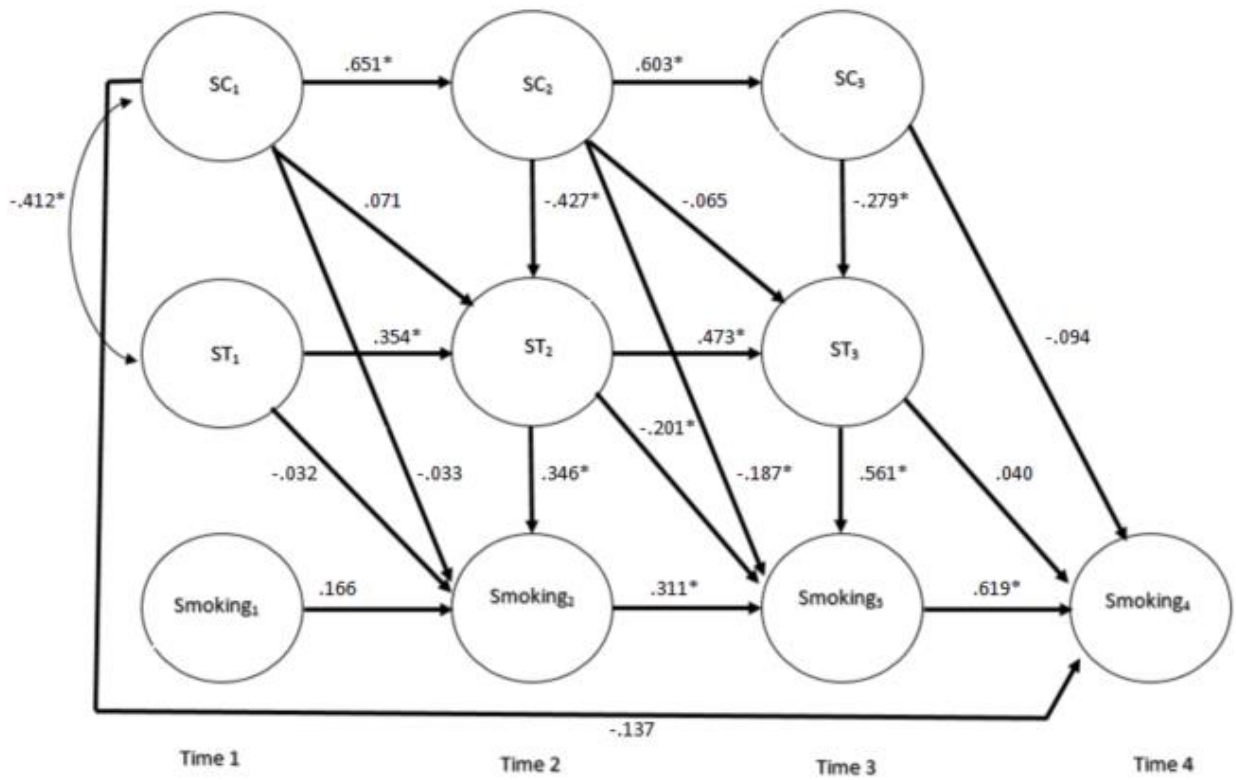 SC₁
.651*
SC₂
.603*
SC₃
-.412*
.071
-.427*
-.065
-.279*
ST₁
.354*
ST₂
.473*
ST₃
-.094
-.032
-.033
.346*
-.201*
-.187*
.561*
.040
Smoking₁
.166
Smoking₂
.311*
Smoking₃
.619*
Smoking₄
-.137
Time 1
Time 2
Time 3
Time 4